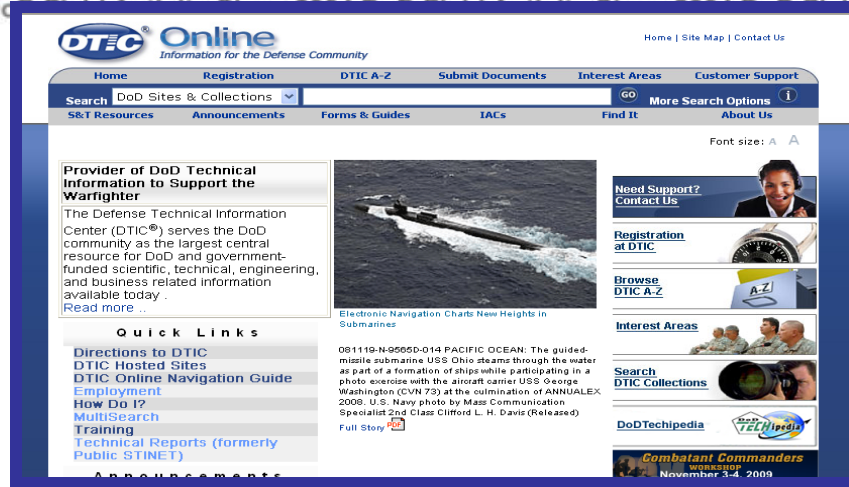 DTIC® Online
Information for the Defense Community
Home | Site Map | Contact Us
Home Registration DTIC A-Z Submit Documents Interest Areas Customer Support
Search DoD Sites & Collections GO More Search Options i
S&T Resources Announcements Forms & Guides IACs Find It About Us
Font size: A A
Provider of DoD Technical
Information to Support the
Warfighter
The Defense Technical Information
Center (DTIC®) serves the DoD
community as the largest central
resource for DoD and government-
funded scientific, technical, engineering,
and business related information
available today .
Read more ..
Quick Links
Directions to DTIC
DTIC Hosted
Sites
DTIC Online
Navigation Guide
Employment
How Do I?
MultiSearch
Training
Technical Reports (formerly
Public STINET)
Announcements
Electronic Navigation Charts New Heights in
Submarines
081119-N-9565D-014 PACIFIC OCEAN: The guided-
missile submarine USS Ohio steams through the water
as part of a formation of ships while participating in a
photo exercise with the aircraft carrier USS George
Washington (CVN 73) at the culmination of ANNUALEX
2008. U.S. Navy photo by Mass Communication
Specialist 2nd Class Clifford L. H. Davis (Released)
Full Story PDF
Need Support?
Contact Us
Registration
at DTIC
Browse
DTIC A-Z
A-Z
Interest Areas
Search
DTIC Collections
DoDTechipedia
DoD
TECHipedia
Combatant Commanders
WORKSHOP
November 3-4, 2009